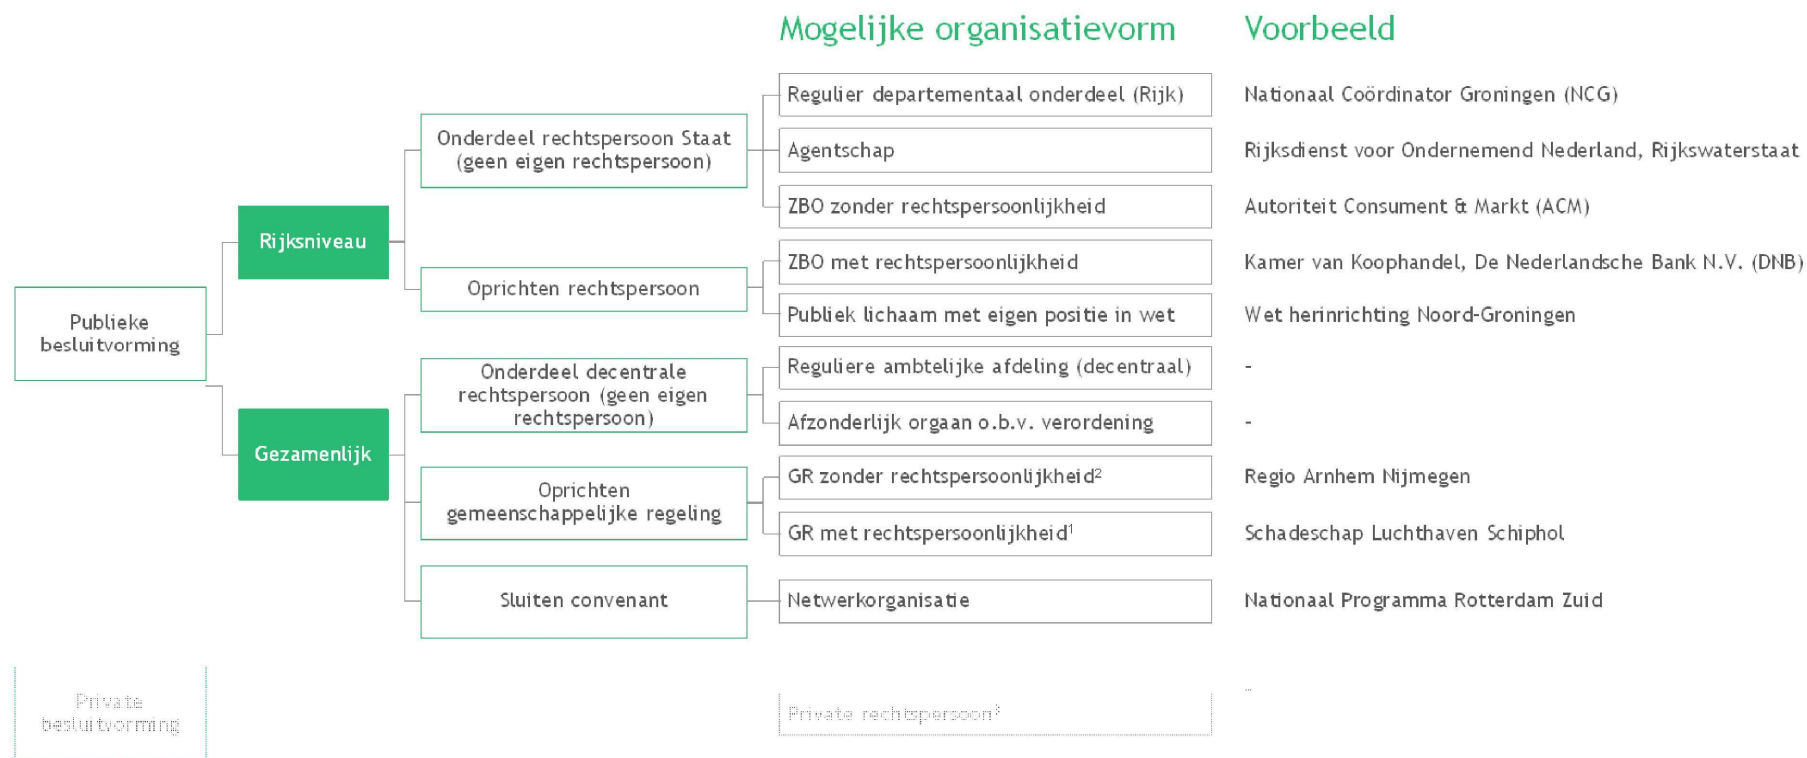 Mogelijke organisatievorm
Voorbeeld
Publieke
besluitvorming
Rijksniveau
Onderdeel rechtspersoon Staat
(geen eigen rechtspersoon)
Regulier departementaal onderdeel (Rijk)
Nationaal Coördinator Groningen (NCG)
Agentschap
Rijksdienst voor Ondernemend Nederland, Rijkswaterstaat
ZBO zonder rechtspersoonlijkheid
Autoriteit Consument & Markt (ACM)
Oprichten rechtspersoon
ZBO met rechtspersoonlijkheid
Kamer van Koophandel, De Nederlandsche Bank N.V. (DNB)
Publiek lichaam met eigen positie in wet
Wet herinrichting Noord-Groningen
Gezamenlijk
Onderdeel decentrale
rechtspersoon (geen eigen
rechtspersoon)
Reguliere ambtelijke afdeling (decentraal)
-
Afzonderlijk orgaan o.b.v. verordening
-
Oprichten
gemeenschappelijke regeling
GR zonder rechtspersoonlijkheid²
Regio Arnhem Nijmegen
GR met rechtspersoonlijkheid¹
Schadeschap Luchthaven Schiphol
Sluiten convenant
Netwerkorganisatie
Nationaal Programma Rotterdam Zuid
Private
besluitvorming
Private rechtspersoon³
-